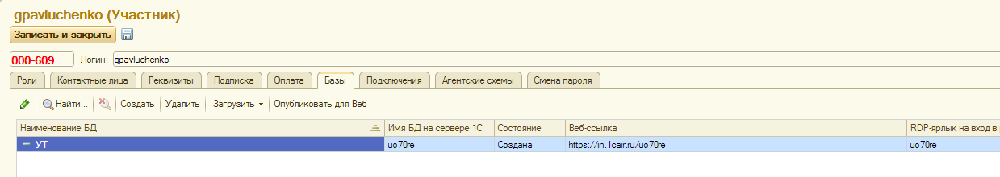 gpavluchenko (Участник)
Записать и закрыть
000-609 Логин: gpavluchenko
Роли Контактные лица Реквизиты Подписка Оплата Базы Подключения Агентские схемы Смена пароля
Найти... Создать Удалить Загрузить Опубликовать для Веб
Наименование БД Имя БД на сервере 1С Состояние Веб-ссылка RDP-ярлык на вход в
УТ uo70re Создана https://in.1cair.ru/uo70re uo70re